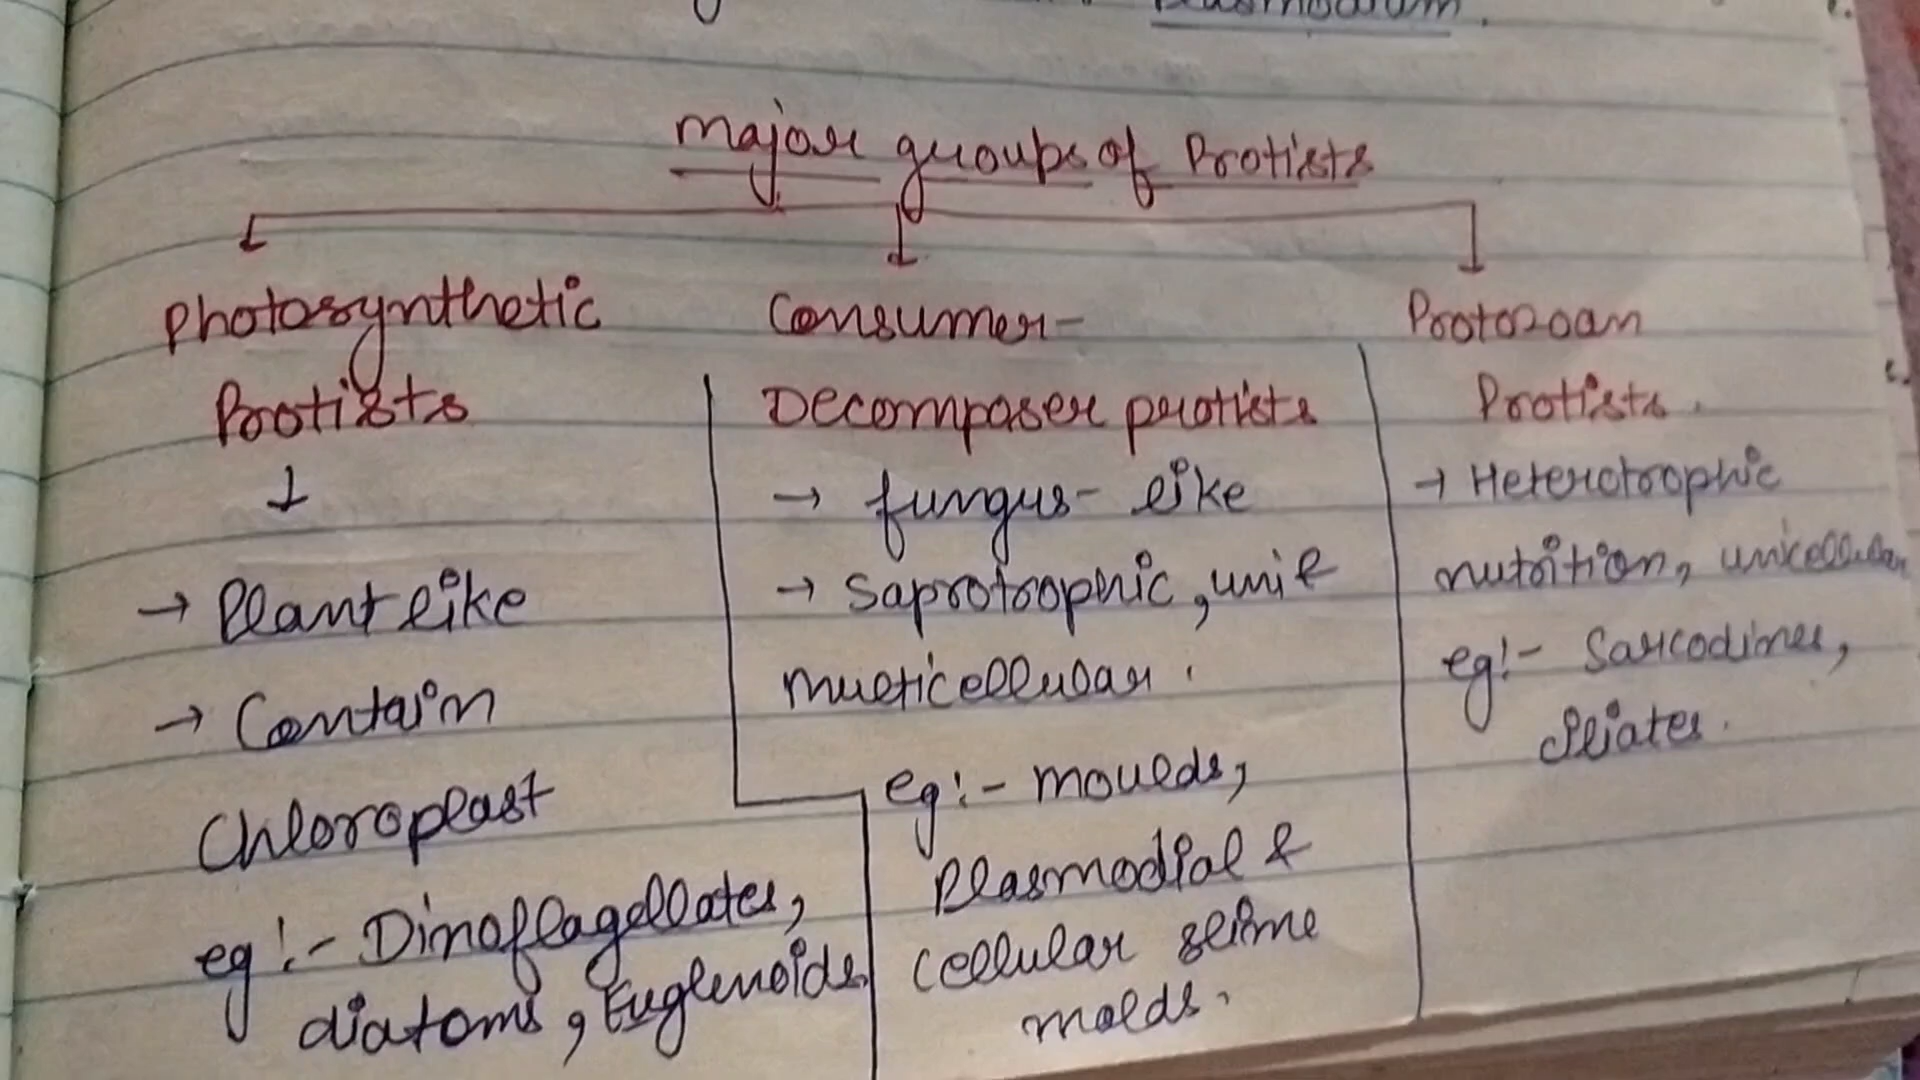 Plasmodium.
major groups of Protists
Photosynthetic
Protists
→ Plant like
→ Contain
Chloroplast
eg:- Dinoflagellates,
diatoms, Euglenoids
Consumer-
Decomposer protists
→ fungus-like
→ Saprotrophic, uni &
multicellular.
eg:- moulds,
Plasmodial &
cellular slime
molds.
Protozoan
Protists.
→ Heterotrophic
nutrition, unicellular
eg:- Sarcodines,
Ciliates.